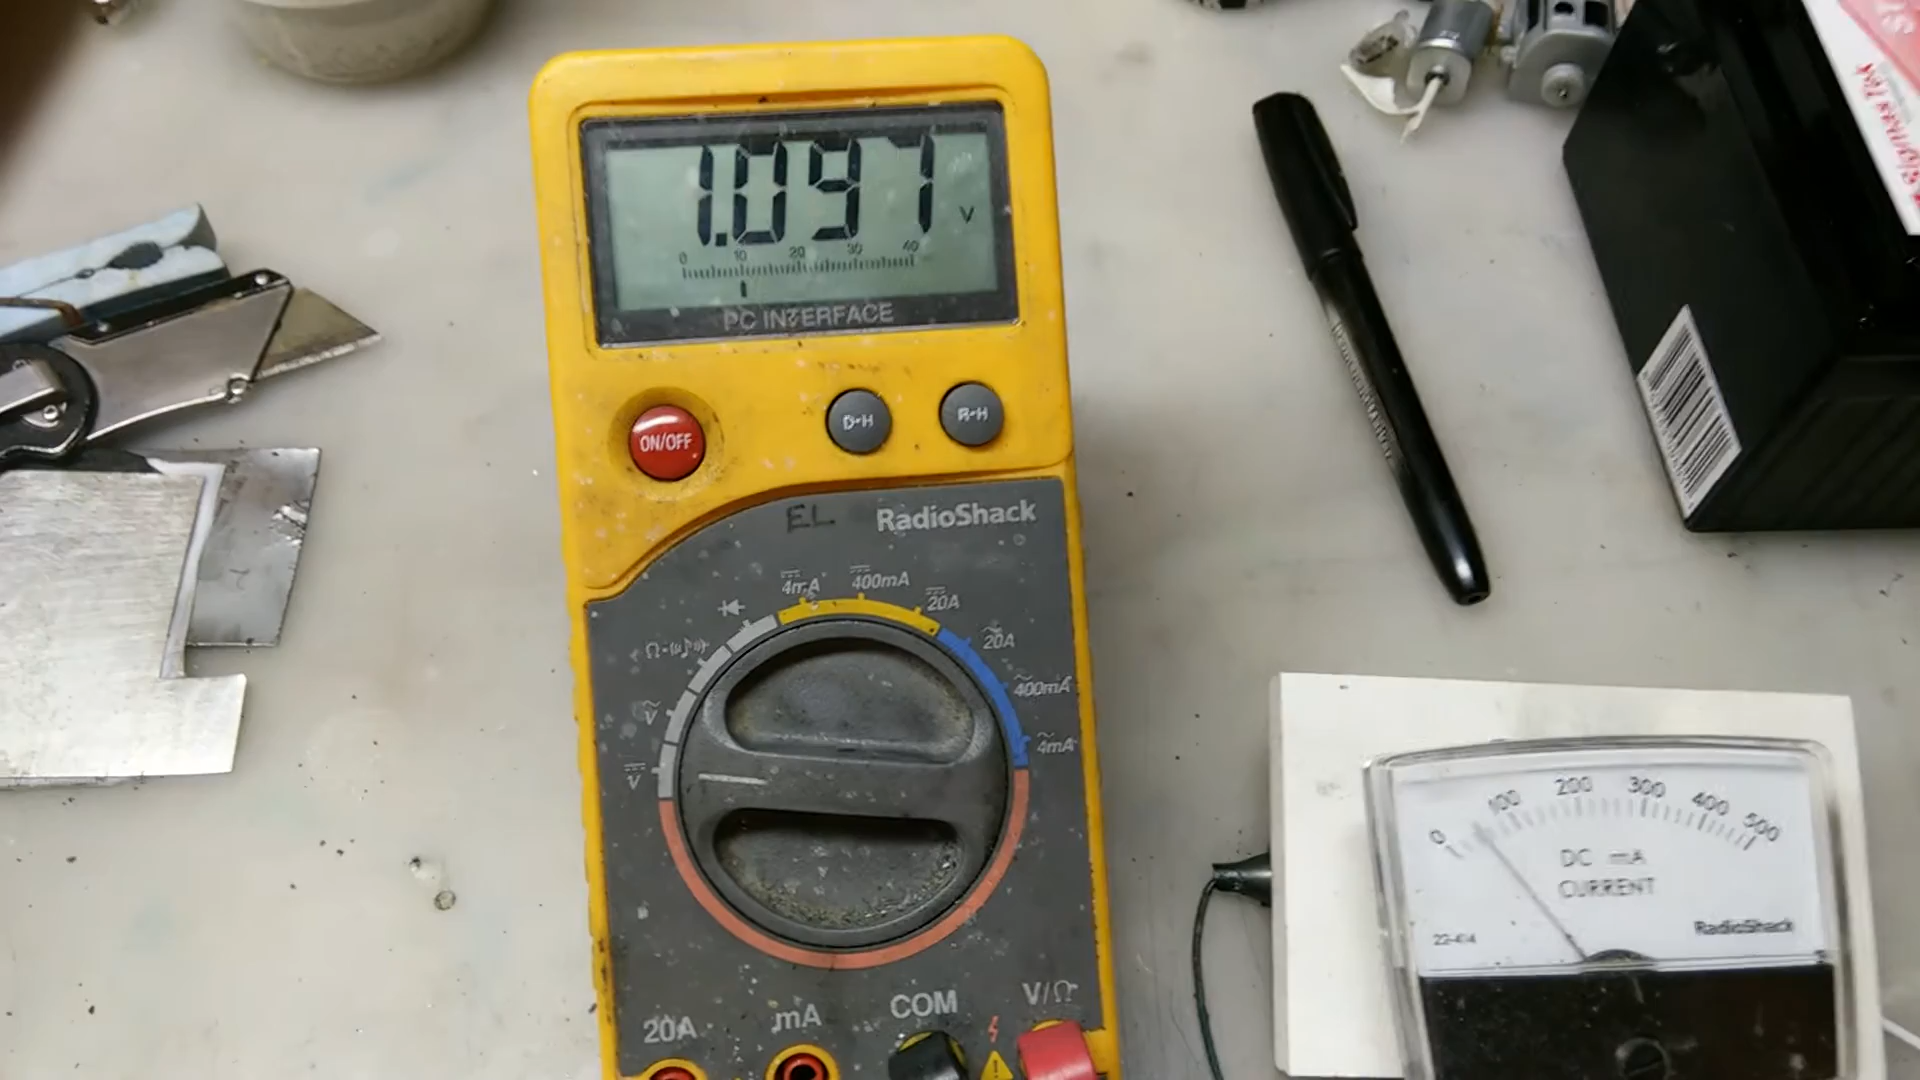 1.097
V
0 10 20 30 40
PC INTERFACE
ON/OFF
D•H
R•H
EL
RadioShack
4mA
400mA
20A
20A
400mA
4mA
Ω
V
V
20A
mA
COM
V/Ω
0 100 200 300 400 500
DC mA
CURRENT
22-414
RadioShack